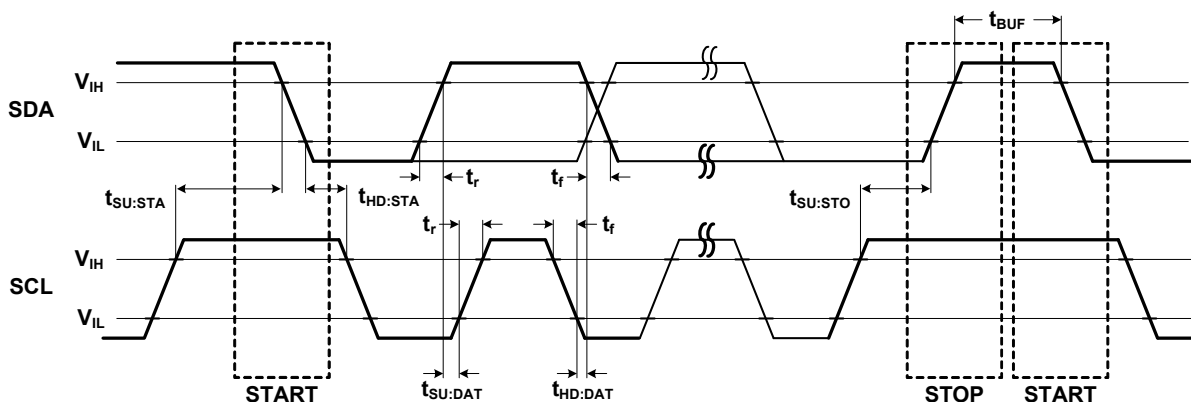 tBUF
VIH
SDA
VIL
tSU:STA
tHD:STA
tr
tf
tSU:STO
tr
tf
VIH
SCL
VIL
tSU:DAT
tHD:DAT
START
STOP
START